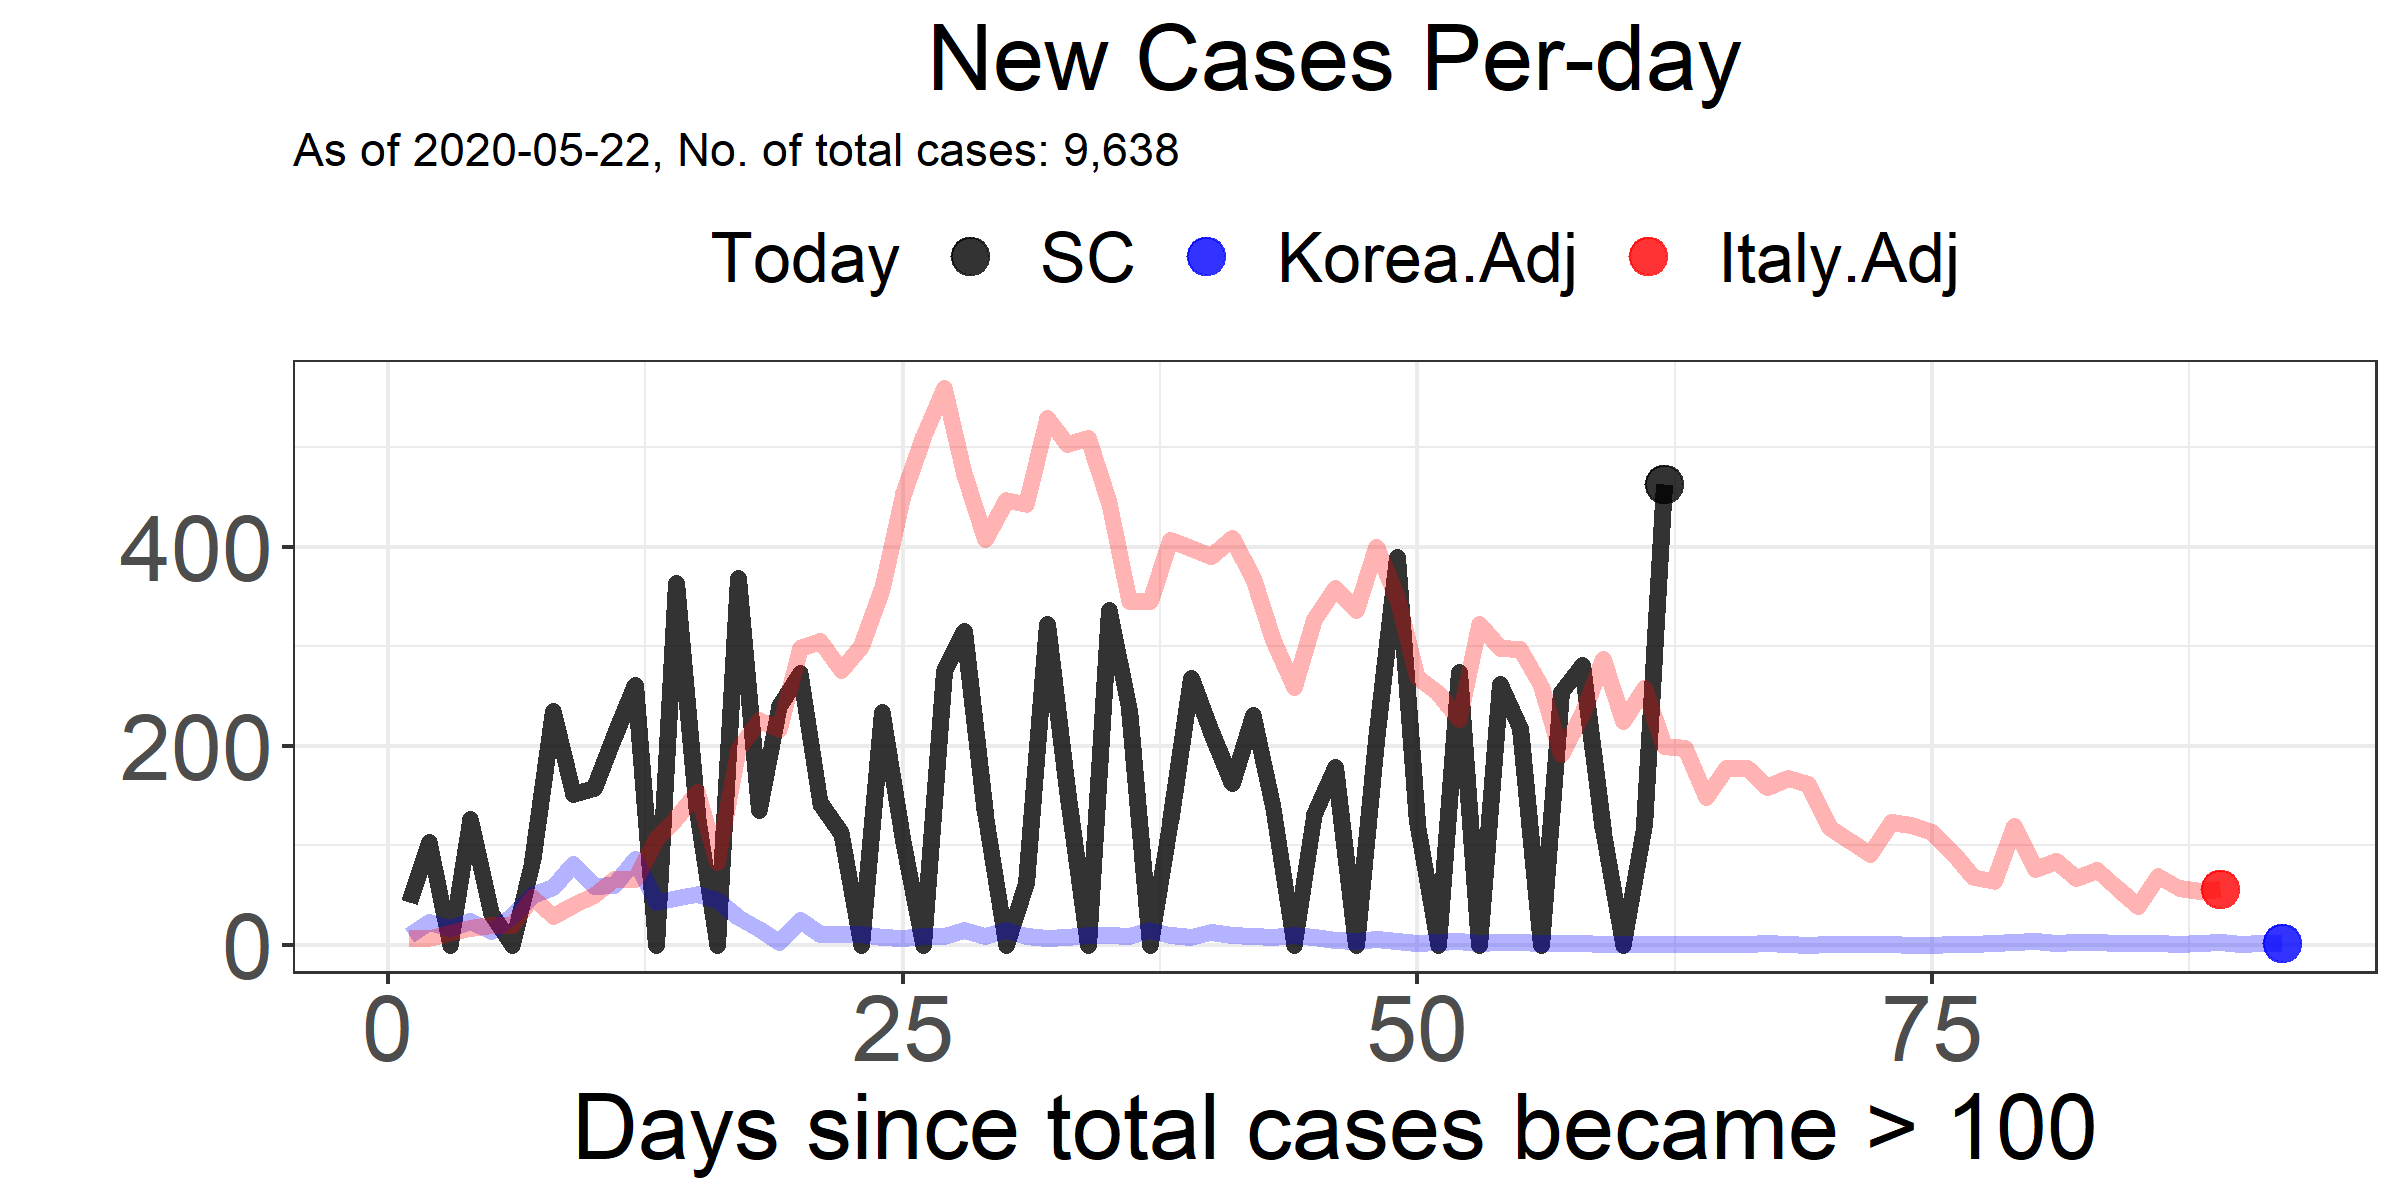 New Cases Per-day
As of 2020-05-22, No. of total cases: 9,638
Today SC Korea.Adj Italy.Adj
400
200
0
0 25 50 75
Days since total cases became > 100